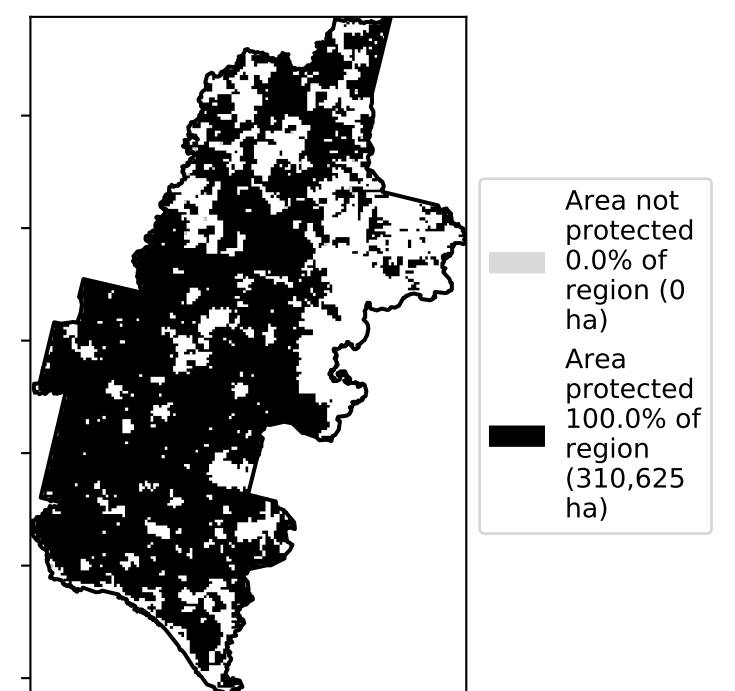 Area not
protected
0.0% of
region (0
ha)
Area
protected
100.0% of
region
(310,625
ha)